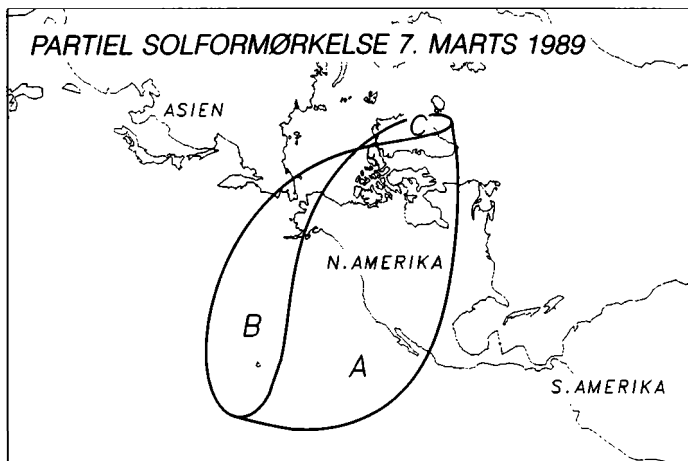 PARTIEL SOLFORMØRKELSE 7. MARTS 1989
ASIEN
C
N. AMERIKA
B
A
S. AMERIKA